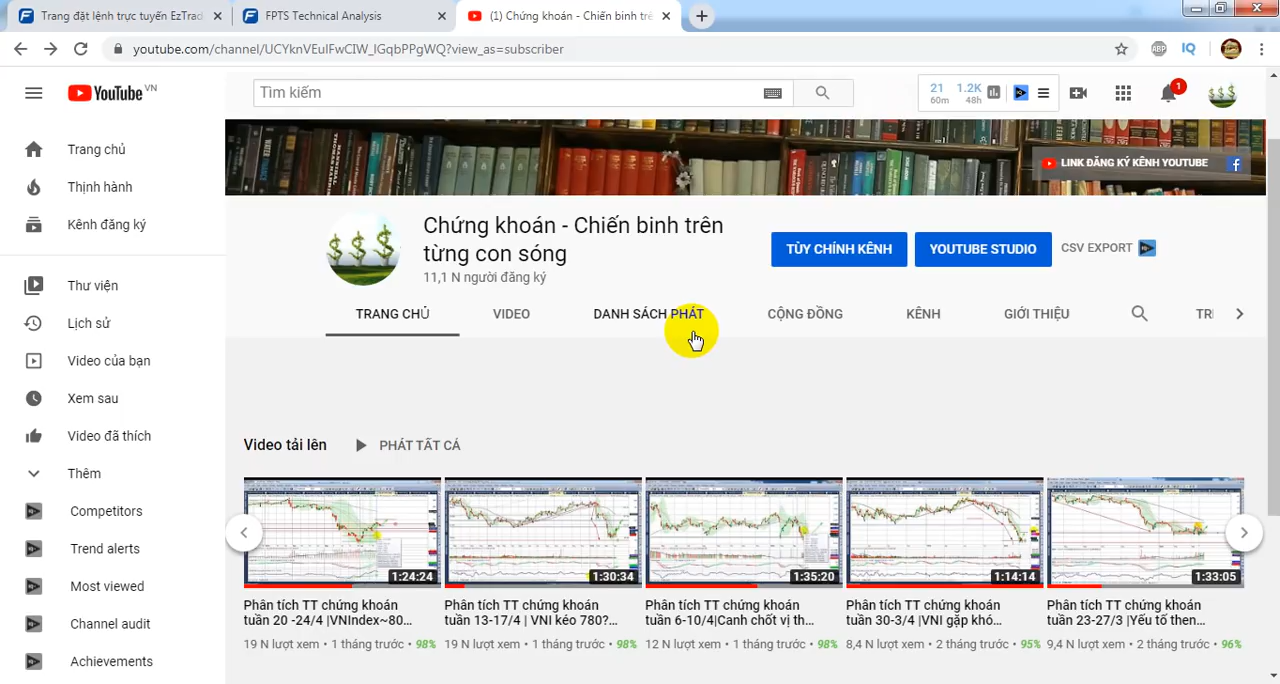 Trang đặt lệnh trực tuyến EzTrad
FPTS Technical Analysis
(1) Chứng khoán - Chiến binh trê
youtube.com/channel/UCYknVEuIFwCIW_lGqbPPgWQ?view_as=subscriber
ABP
IQ
YouTube VN
Tìm kiếm
21
60m
1.2K
48h
1
LINK ĐĂNG KÝ KÊNH YOUTUBE
Trang chủ
Thịnh hành
Kênh đăng ký
Thư viện
Lịch sử
Video của bạn
Xem sau
Video đã thích
Thêm
Competitors
Trend alerts
Most viewed
Channel audit
Achievements
Chứng khoán - Chiến binh trên
từng con sóng
11,1 N người đăng ký
TÙY CHỈNH KÊNH
YOUTUBE STUDIO
CSV EXPORT
TRANG CHỦ
VIDEO
DANH SÁCH PHÁT
CỘNG ĐỒNG
KÊNH
GIỚI THIỆU
TRI
Video tải lên
PHÁT TẤT CẢ
1:24:24
1:30:34
1:35:20
1:14:14
1:33:05
Phân tích TT chứng khoán
tuần 20 -24/4 |VNIndex~80...
19 N lượt xem • 1 tháng trước • 98%
Phân tích TT chứng khoán
tuần 13-17/4 | VNI kéo 780?...
19 N lượt xem • 1 tháng trước • 98%
Phân tích TT chứng khoán
tuần 6-10/4|Canh chốt vị th...
12 N lượt xem • 1 tháng trước • 98%
Phân tích TT chứng khoán
tuần 30-3/4 |VNI gặp khó...
8,4 N lượt xem • 2 tháng trước • 95%
Phân tích TT chứng khoán
tuần 23-27/3 |Yếu tố then...
9,4 N lượt xem • 2 tháng trước • 96%